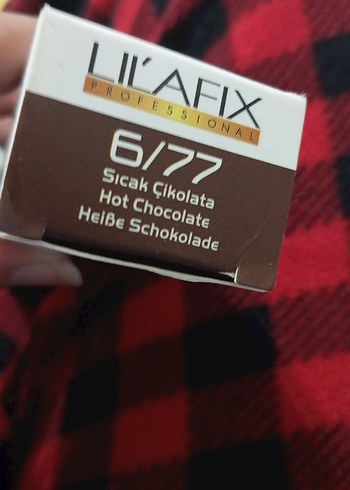 LIL'AFIX
PROFESSIONAL
6/77
Sıcak Çikolata
Hot Chocolate
Heiße Schokolade